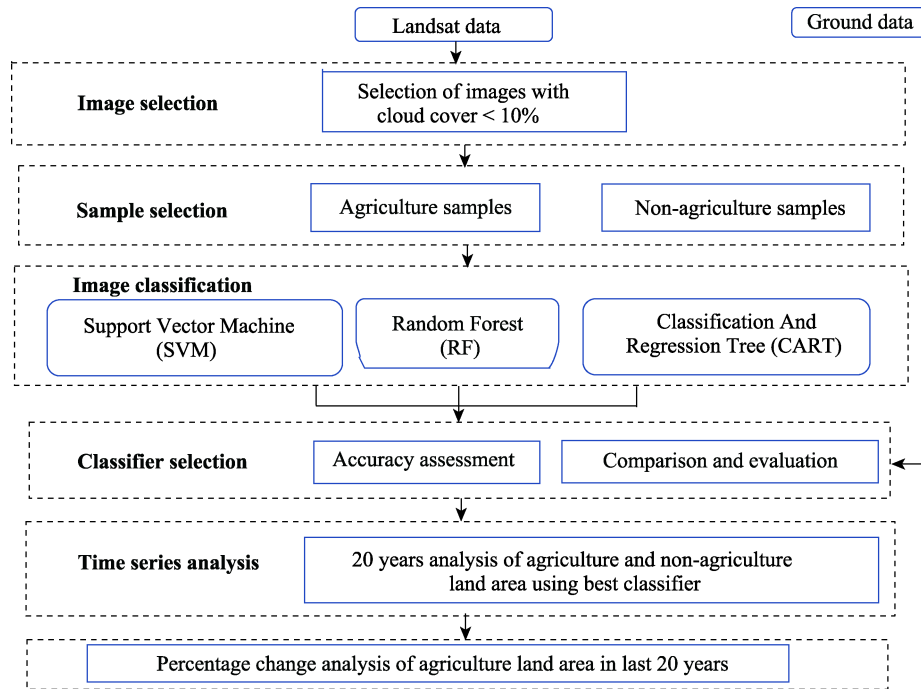 Landsat data
Ground data
Image selection
Selection of images with
cloud cover < 10%
Sample selection
Agriculture samples
Non-agriculture samples
Image classification
Support Vector Machine
(SVM)
Random Forest
(RF)
Classification And
Regression Tree (CART)
Classifier selection
Accuracy assessment
Comparison and evaluation
Time series analysis
20 years analysis of agriculture and non-agriculture
land area using best classifier
Percentage change analysis of agriculture land area in last 20 years